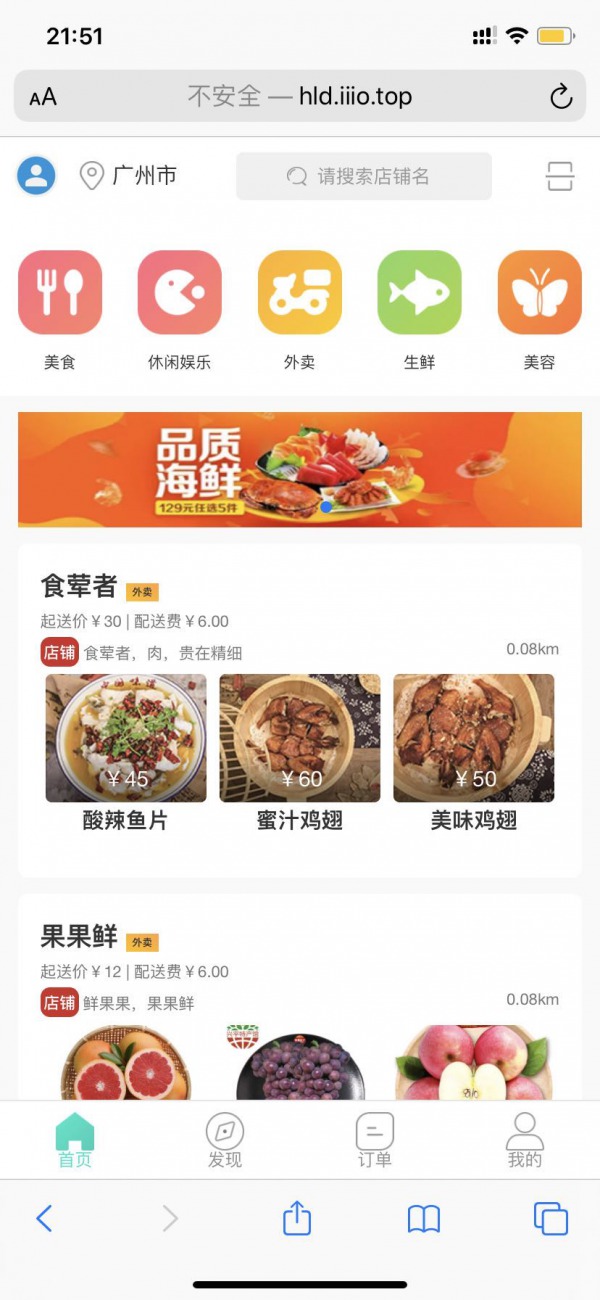 21:51
AA 不安全 — hld.iiio.top
广州市 请搜索店铺名
美食 休闲娱乐 外卖 生鲜 美容
品质
海鲜
129元任选5件
食荤者 外卖
起送价￥30 | 配送费￥6.00
店铺 食荤者，肉，贵在精细 0.08km
￥45 ￥60 ￥50
酸辣鱼片 蜜汁鸡翅 美味鸡翅
果果鲜 外卖
起送价￥12 | 配送费￥6.00
店铺 鲜果果，果果鲜 0.08km
首页 发现 订单 我的